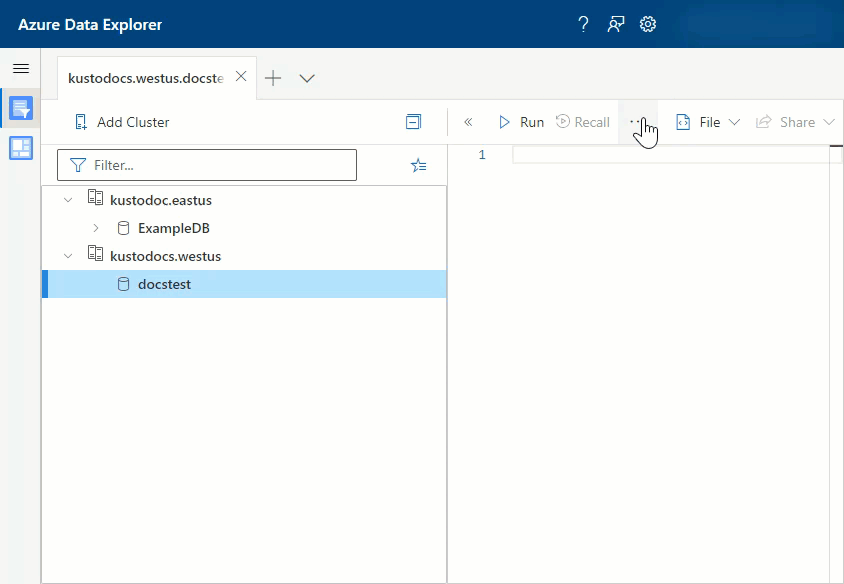 Azure Data Explorer
kustodocs.westus.docste
Add Cluster
Run Recall File Share
Filter...
1
kustodoc.eastus
ExampleDB
kustodocs.westus
docstest